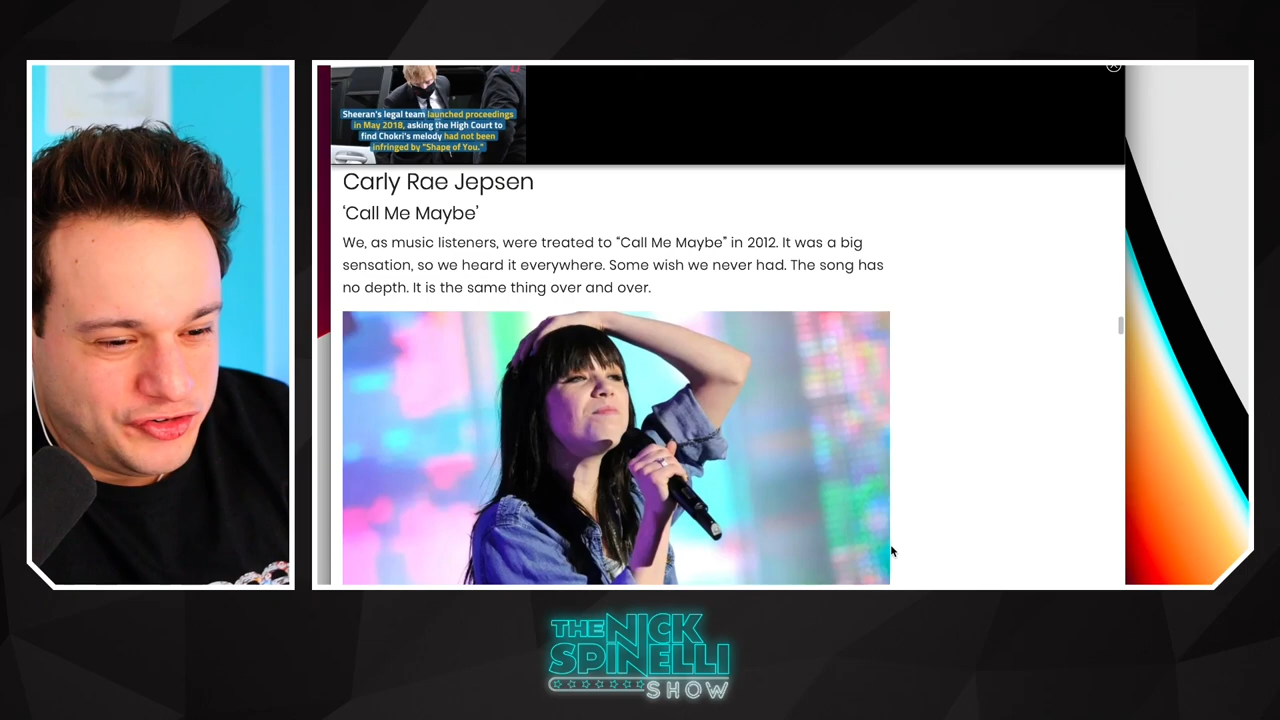 Sheeran's legal team launched proceedings
in May 2018, asking the High Court to
find Chokri's melody had not been
infringed by "Shape of You."
Carly Rae Jepsen
‘Call Me Maybe’
We, as music listeners, were treated to “Call Me Maybe” in 2012. It was a big
sensation, so we heard it everywhere. Some wish we never had. The song has
no depth. It is the same thing over and over.
THE NICK
SPINELLI
SHOW